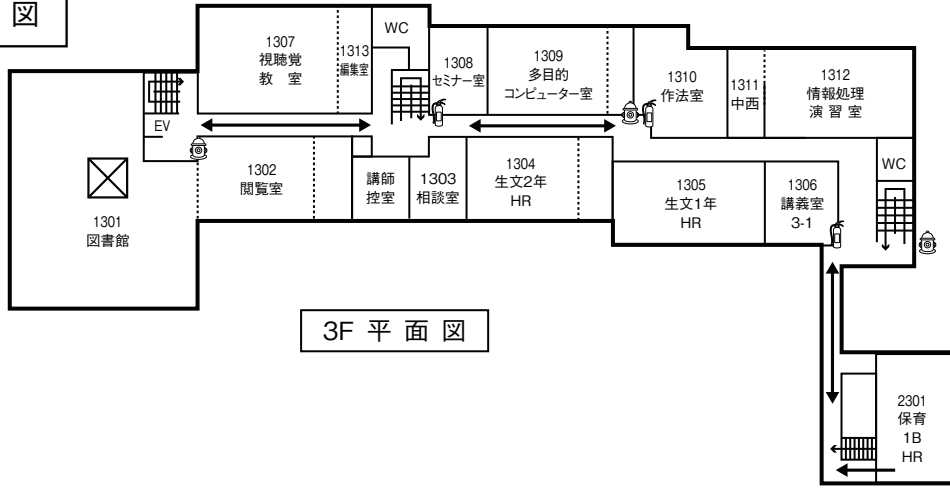 図
1307
視聴覚
教　室
1313
編集室
WC
1308
セミナー室
1309
多目的
コンピューター室
1310
作法室
1311
中西
1312
情報処理
演 習 室
EV
1301
図書館
1302
閲覧室
講師
控室
1303
相談室
1304
生文2年
HR
1305
生文1年
HR
1306
講義室
3-1
WC
3F 平 面 図
2301
保育
1B
HR